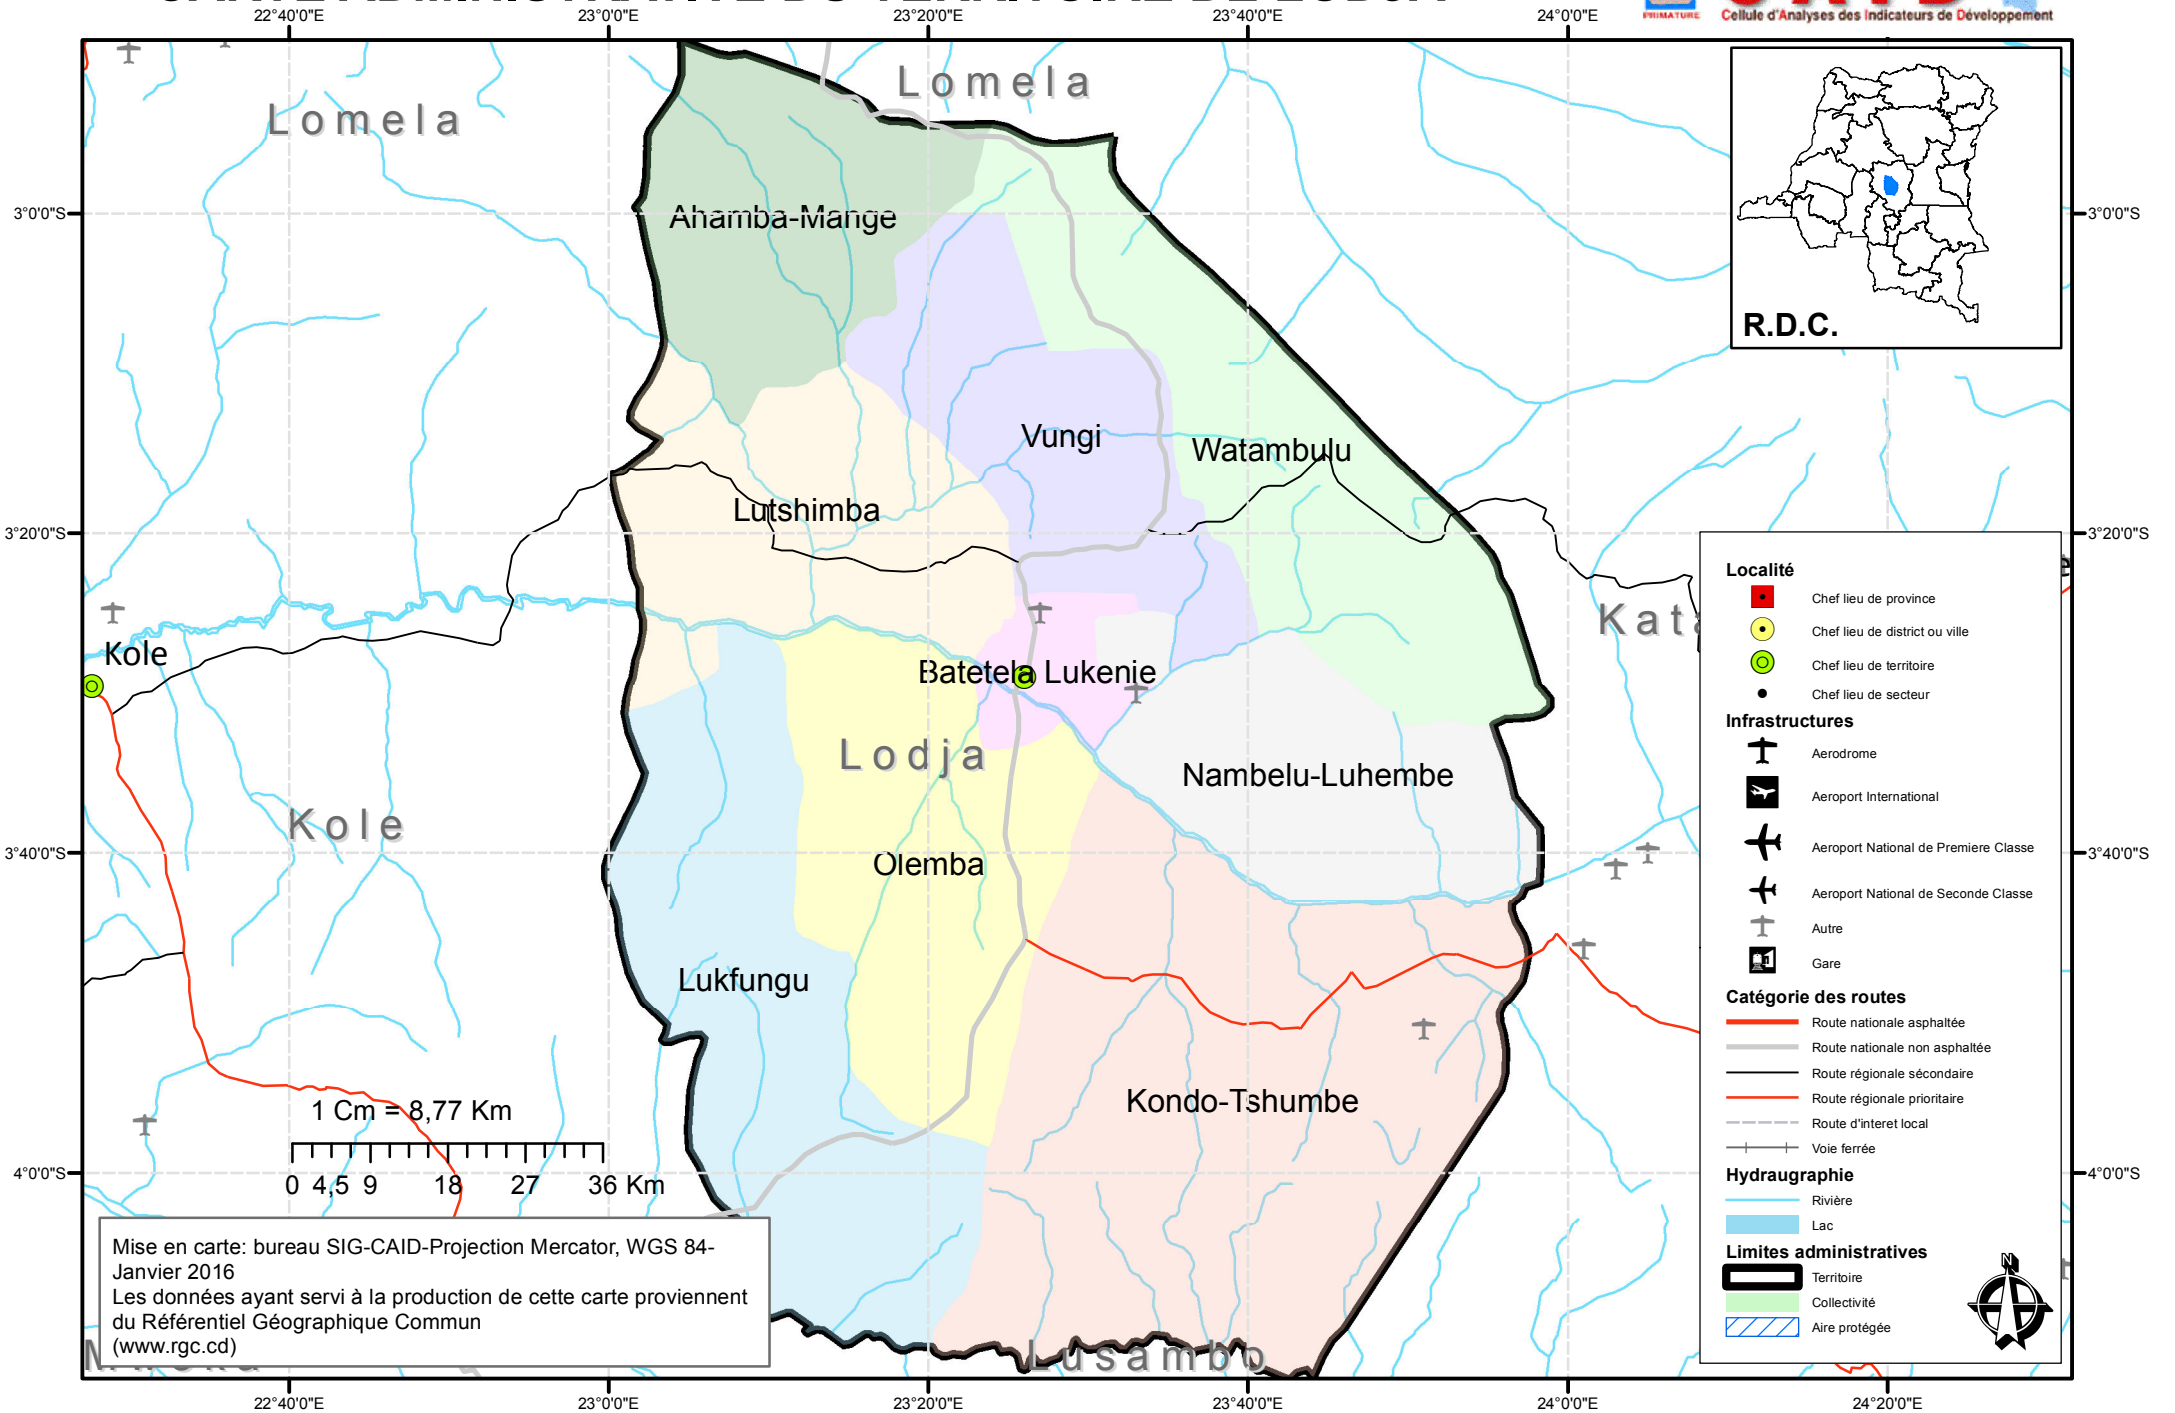 22°40'0"E
23°0'0"E
23°20'0"E
23°40'0"E
24°0'0"E
PRIMATURE
Cellule d'Analyses des Indicateurs de Développement
Lomela
Lomela
R.D.C.
3°0'0"S
3°0'0"S
Ahamba-Mange
Vungi
Watambulu
Lutshimba
3°20'0"S
3°20'0"S
Kole
Batetela Lukenie
Lodja
Nambelu-Luhembe
Kole
3°40'0"S
3°40'0"S
Olemba
Lukfungu
Kondo-Tshumbe
4°0'0"S
4°0'0"S
Lusambo
1 Cm = 8,77 Km
0 4,5 9 18 27 36 Km
Mise en carte: bureau SIG-CAID-Projection Mercator, WGS 84-
Janvier 2016
Les données ayant servi à la production de cette carte proviennent
du Référentiel Géographique Commun
(www.rgc.cd)
Localité
Chef lieu de province
Chef lieu de district ou ville
Chef lieu de territoire
Chef lieu de secteur
Infrastructures
Aerodrome
Aeroport International
Aeroport National de Premiere Classe
Aeroport National de Seconde Classe
Autre
Gare
Catégorie des routes
Route nationale asphaltée
Route nationale non asphaltée
Route régionale sécondaire
Route régionale prioritaire
Route d'interet local
Voie ferrée
Hydraugraphie
Rivière
Lac
Limites administratives
Territoire
Collectivité
Aire protégée
N
22°40'0"E
23°0'0"E
23°20'0"E
23°40'0"E
24°0'0"E
24°20'0"E